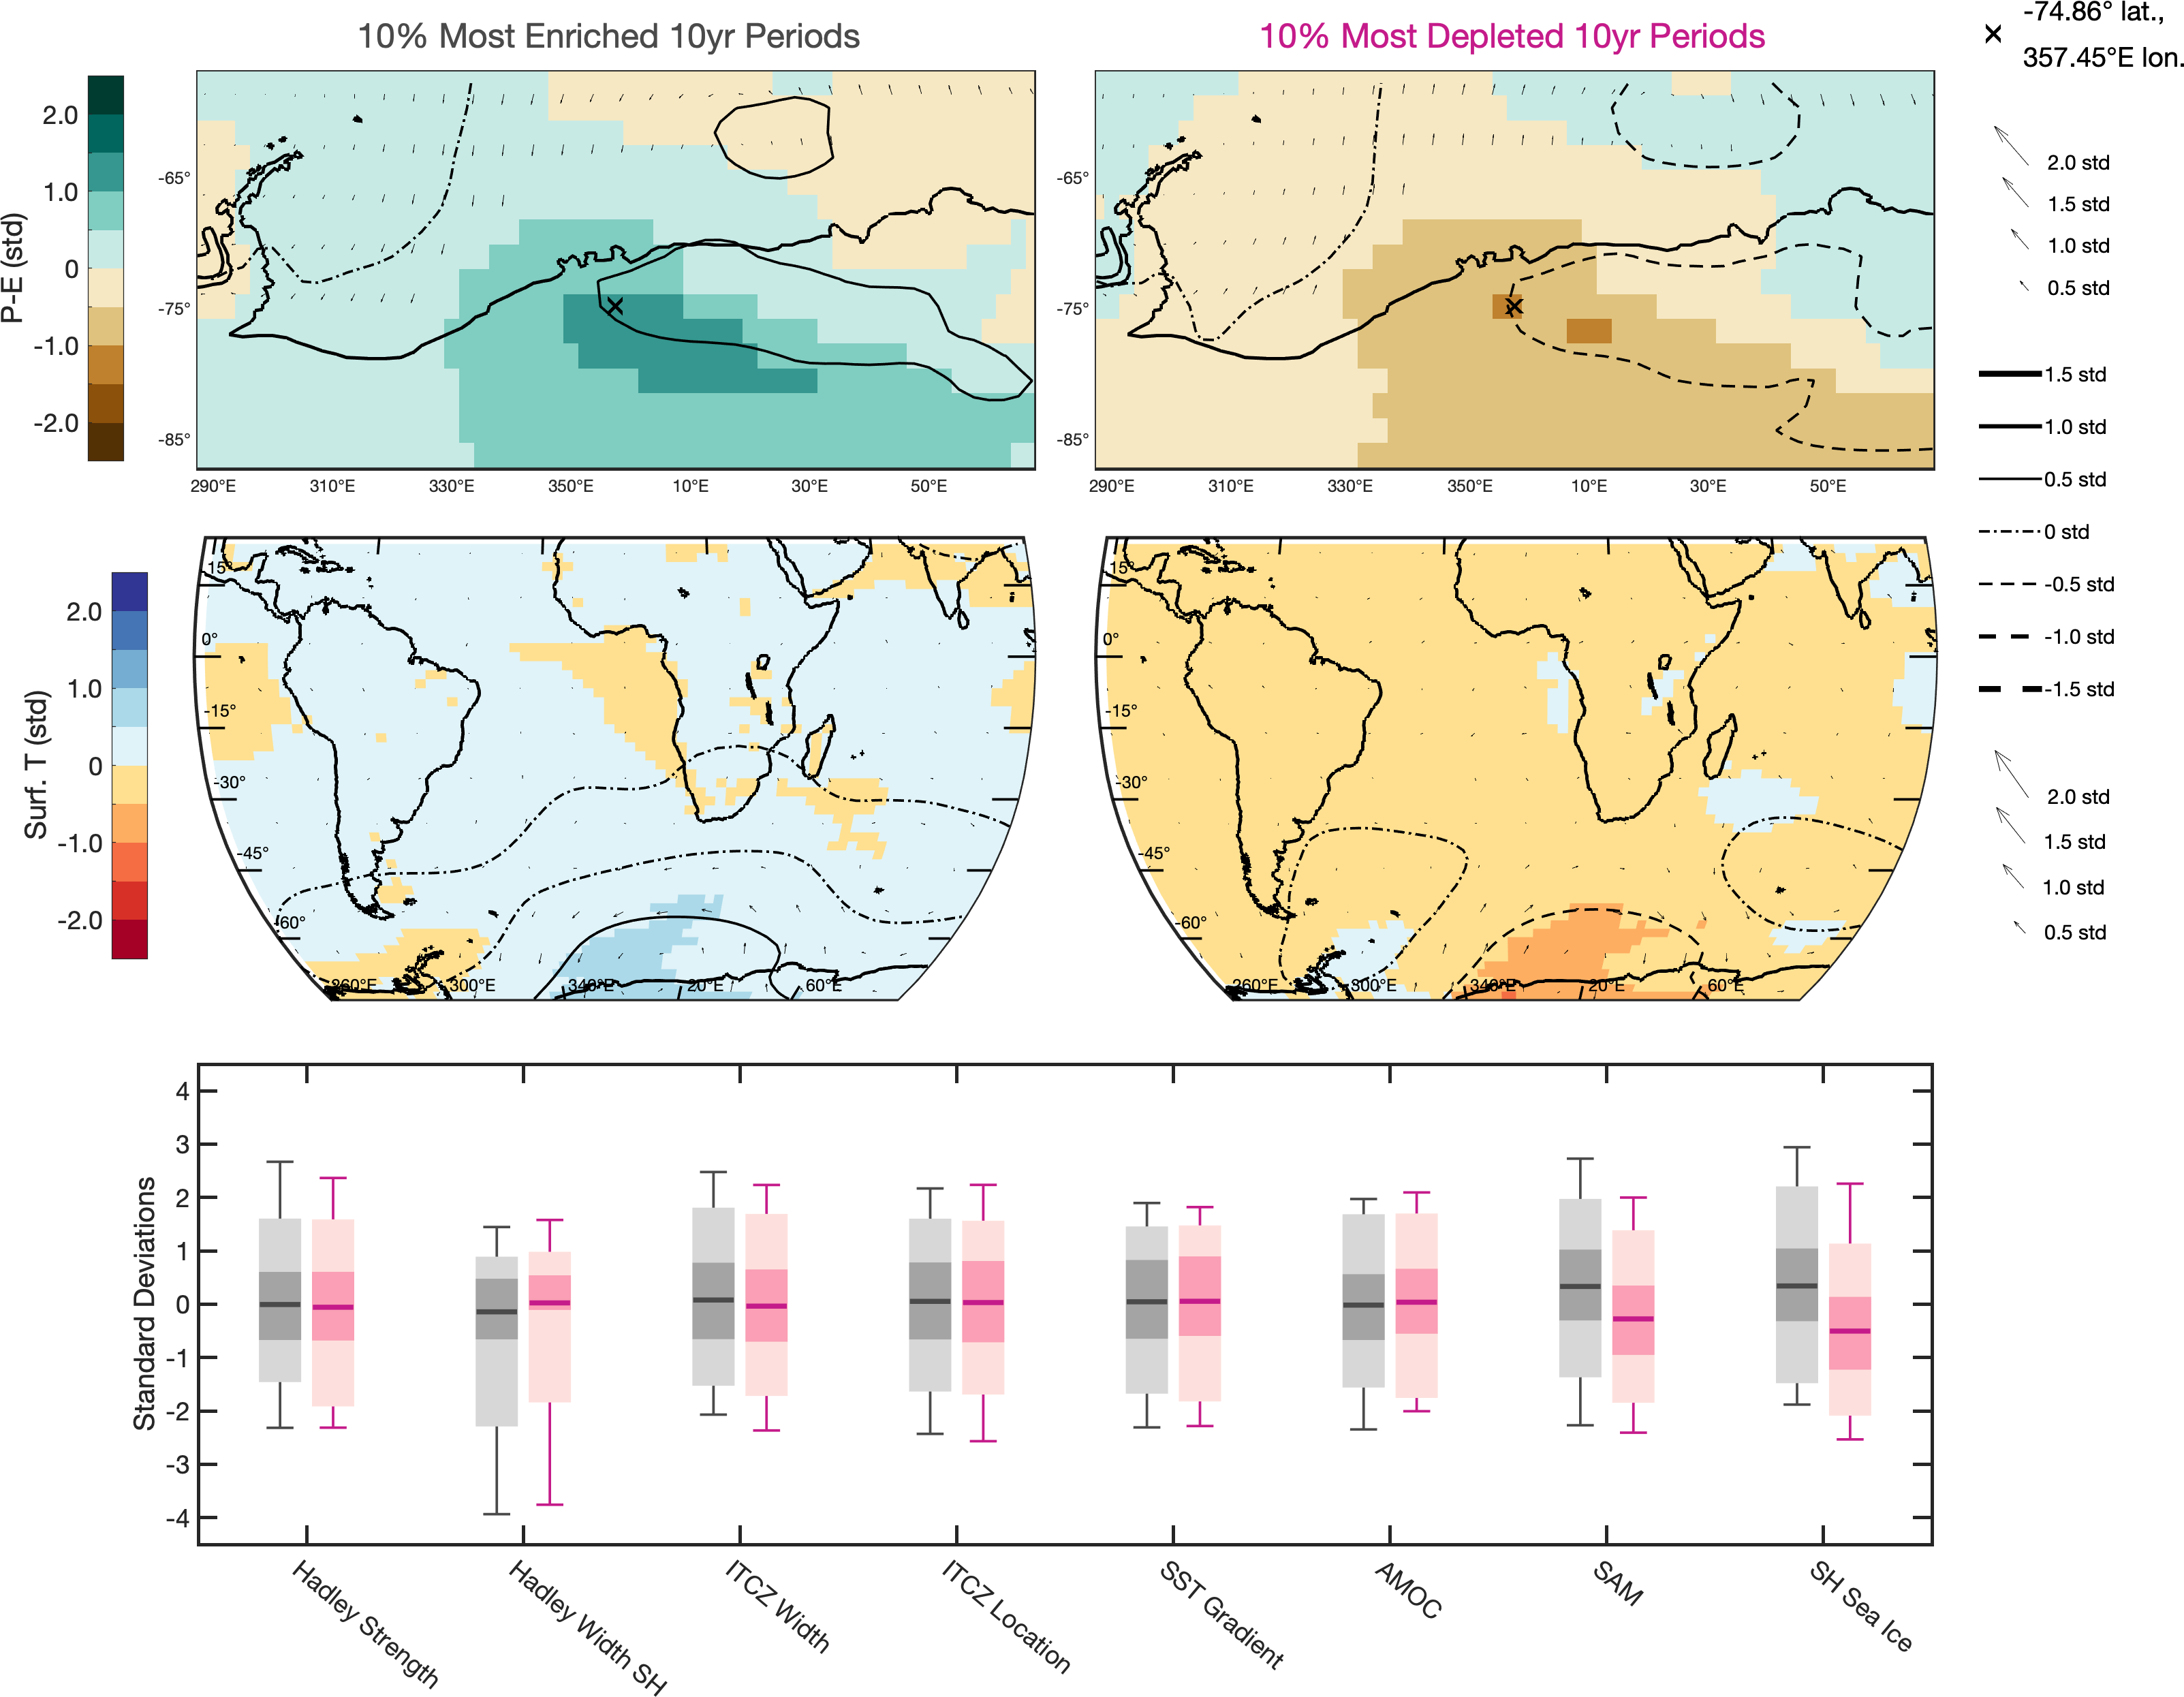 10% Most Enriched 10yr Periods
10% Most Depleted 10yr Periods
-74.86° lat.,
357.45°E lon.
P-E (std)
2.0
1.0
0
-1.0
-2.0
-65°
-75°
-85°
290°E 310°E 330°E 350°E 10°E 30°E 50°E
-65°
-75°
-85°
290°E 310°E 330°E 350°E 10°E 30°E 50°E
2.0 std
1.5 std
1.0 std
0.5 std
1.5 std
1.0 std
0.5 std
0 std
-0.5 std
-1.0 std
-1.5 std
Surf. T (std)
2.0
1.0
0
-1.0
-2.0
15°
0°
-15°
-30°
-45°
-60°
260°E 300°E 340°E 20°E 60°E
15°
0°
-15°
-30°
-45°
-60°
260°E 300°E 340°E 20°E 60°E
2.0 std
1.5 std
1.0 std
0.5 std
Standard Deviations
4
3
2
1
0
-1
-2
-3
-4
Hadley Strength
Hadley Width SH
ITCZ Width
ITCZ Location
SST Gradient
AMOC
SAM
SH Sea Ice